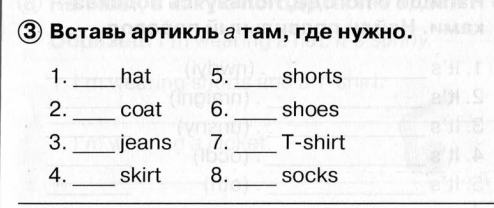 ③ Вставь артикль a там, где нужно.
1. ____ hat 5. ____ shorts
2. ____ coat 6. ____ shoes
3. ____ jeans 7. ____ T-shirt
4. ____ skirt 8. ____ socks